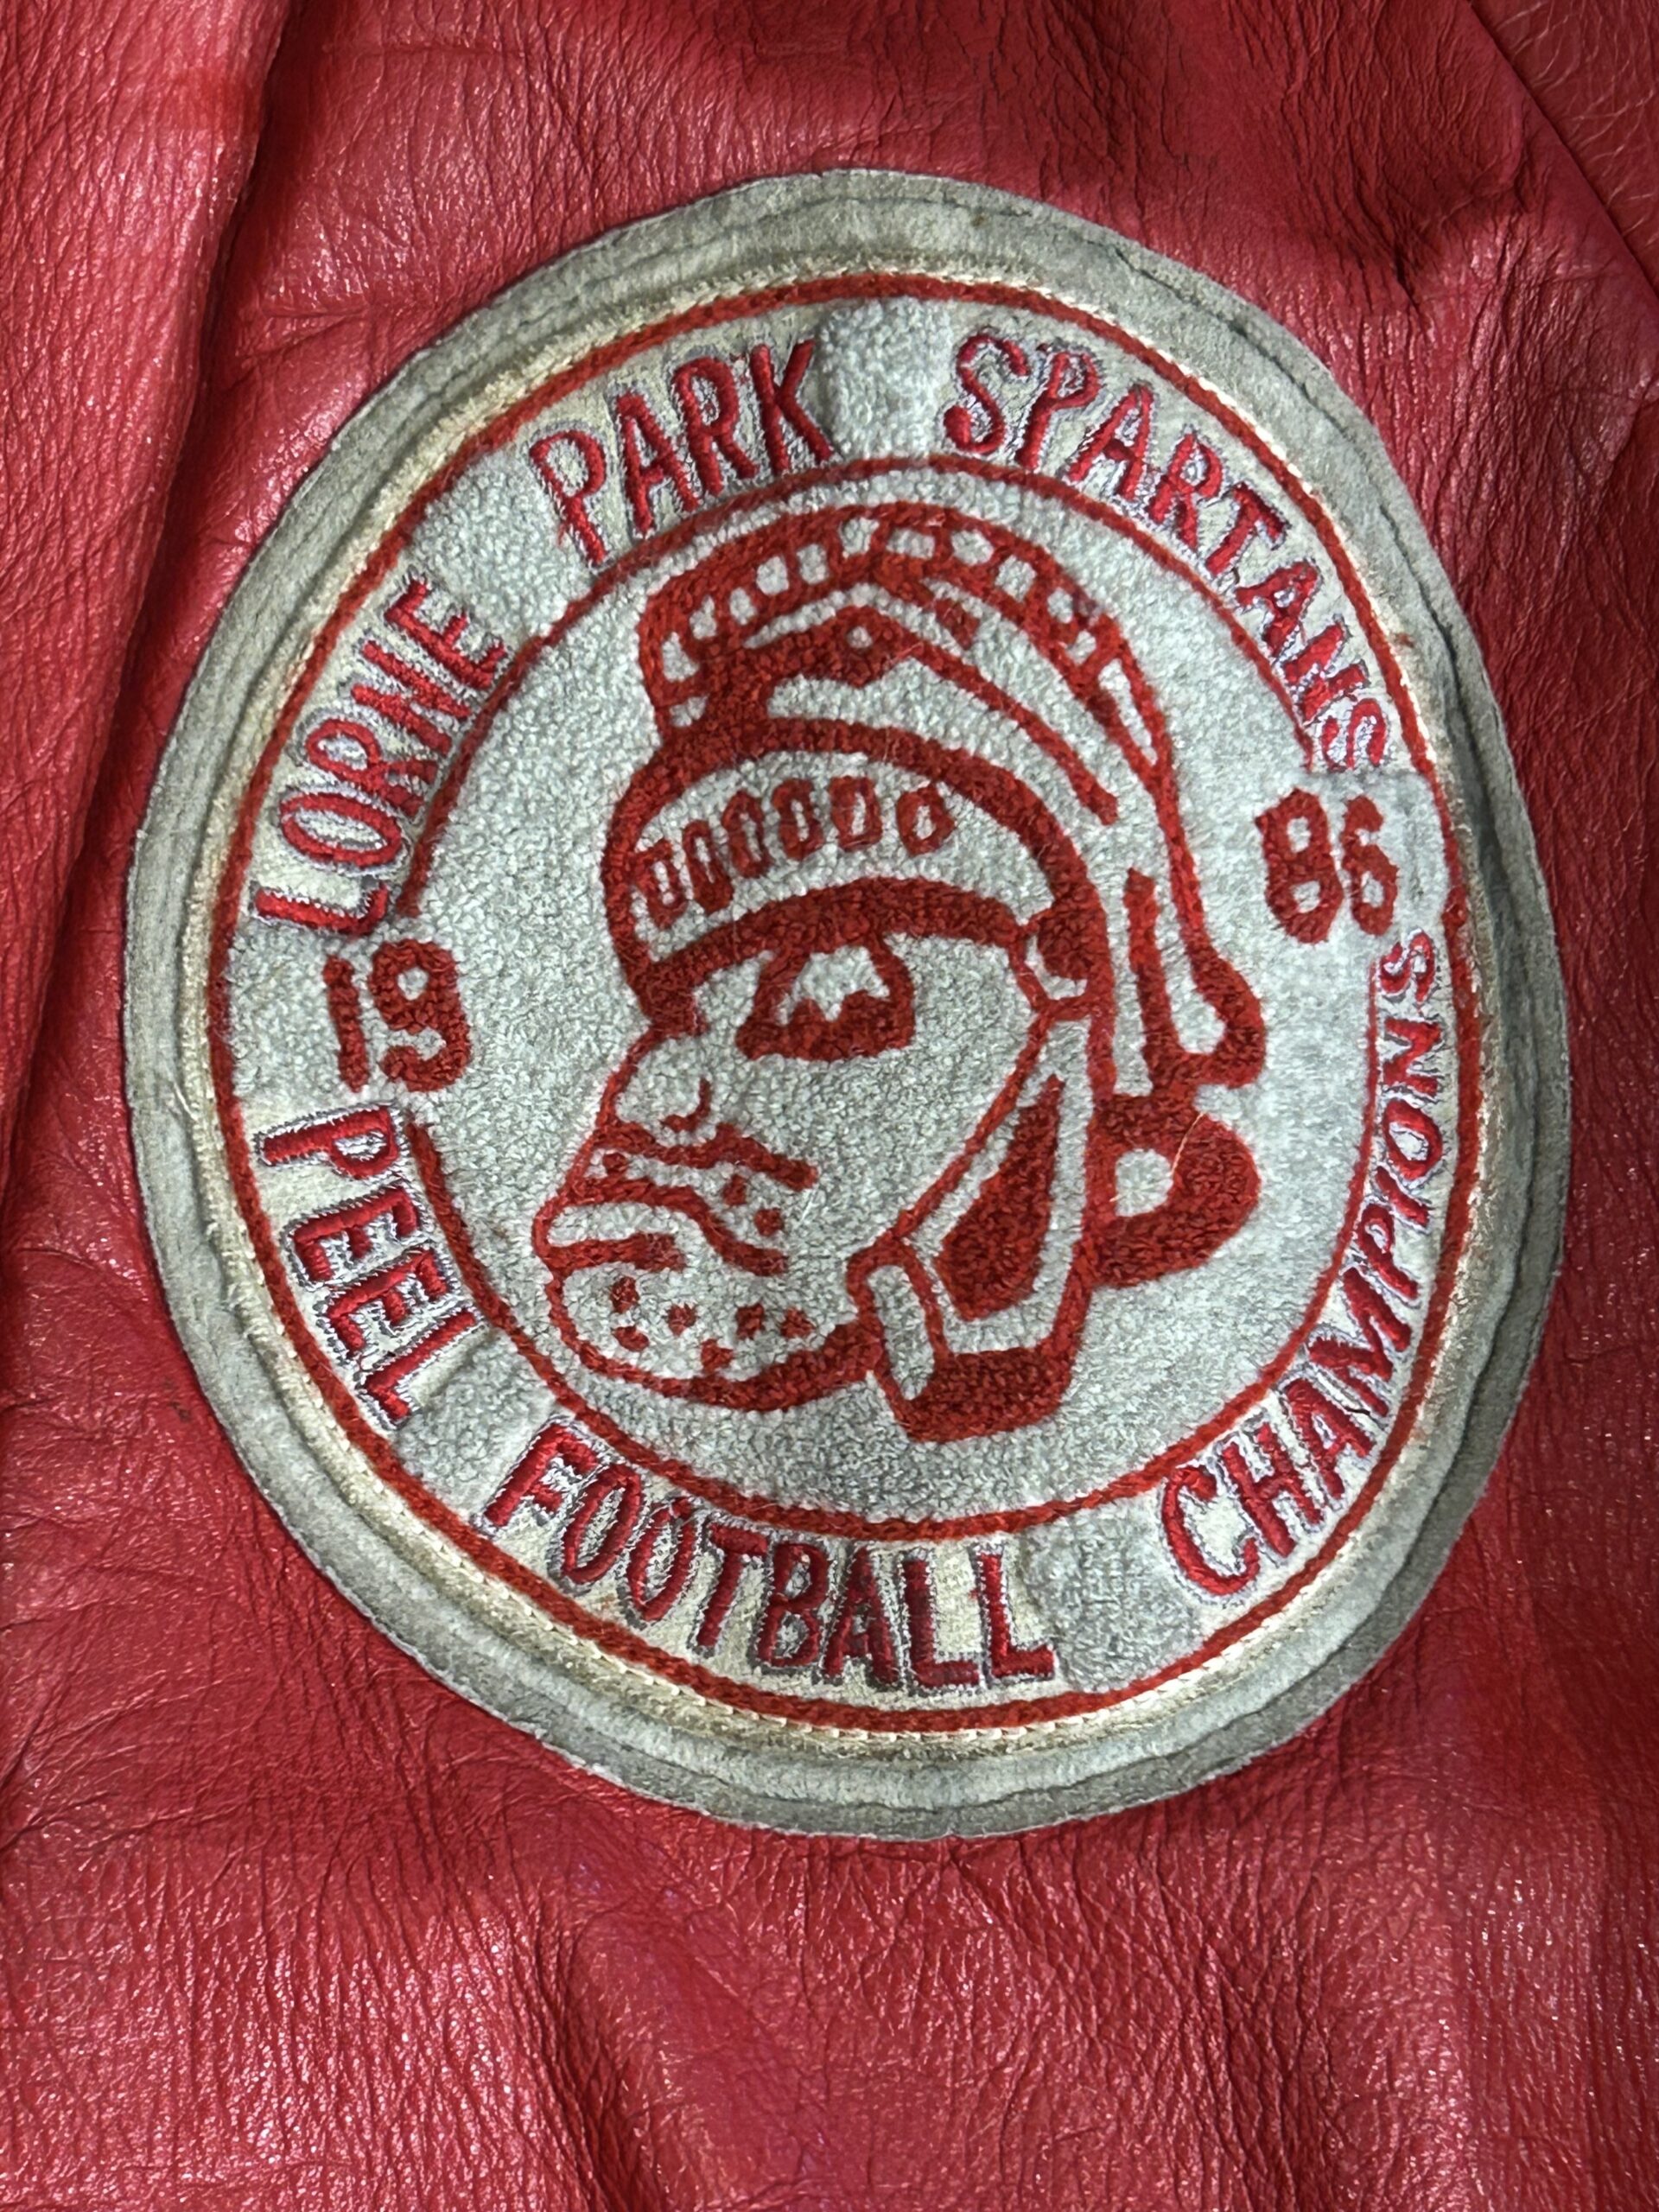 LORNE PARK SPARTANS
19 86
PEEL FOOTBALL CHAMPIONS